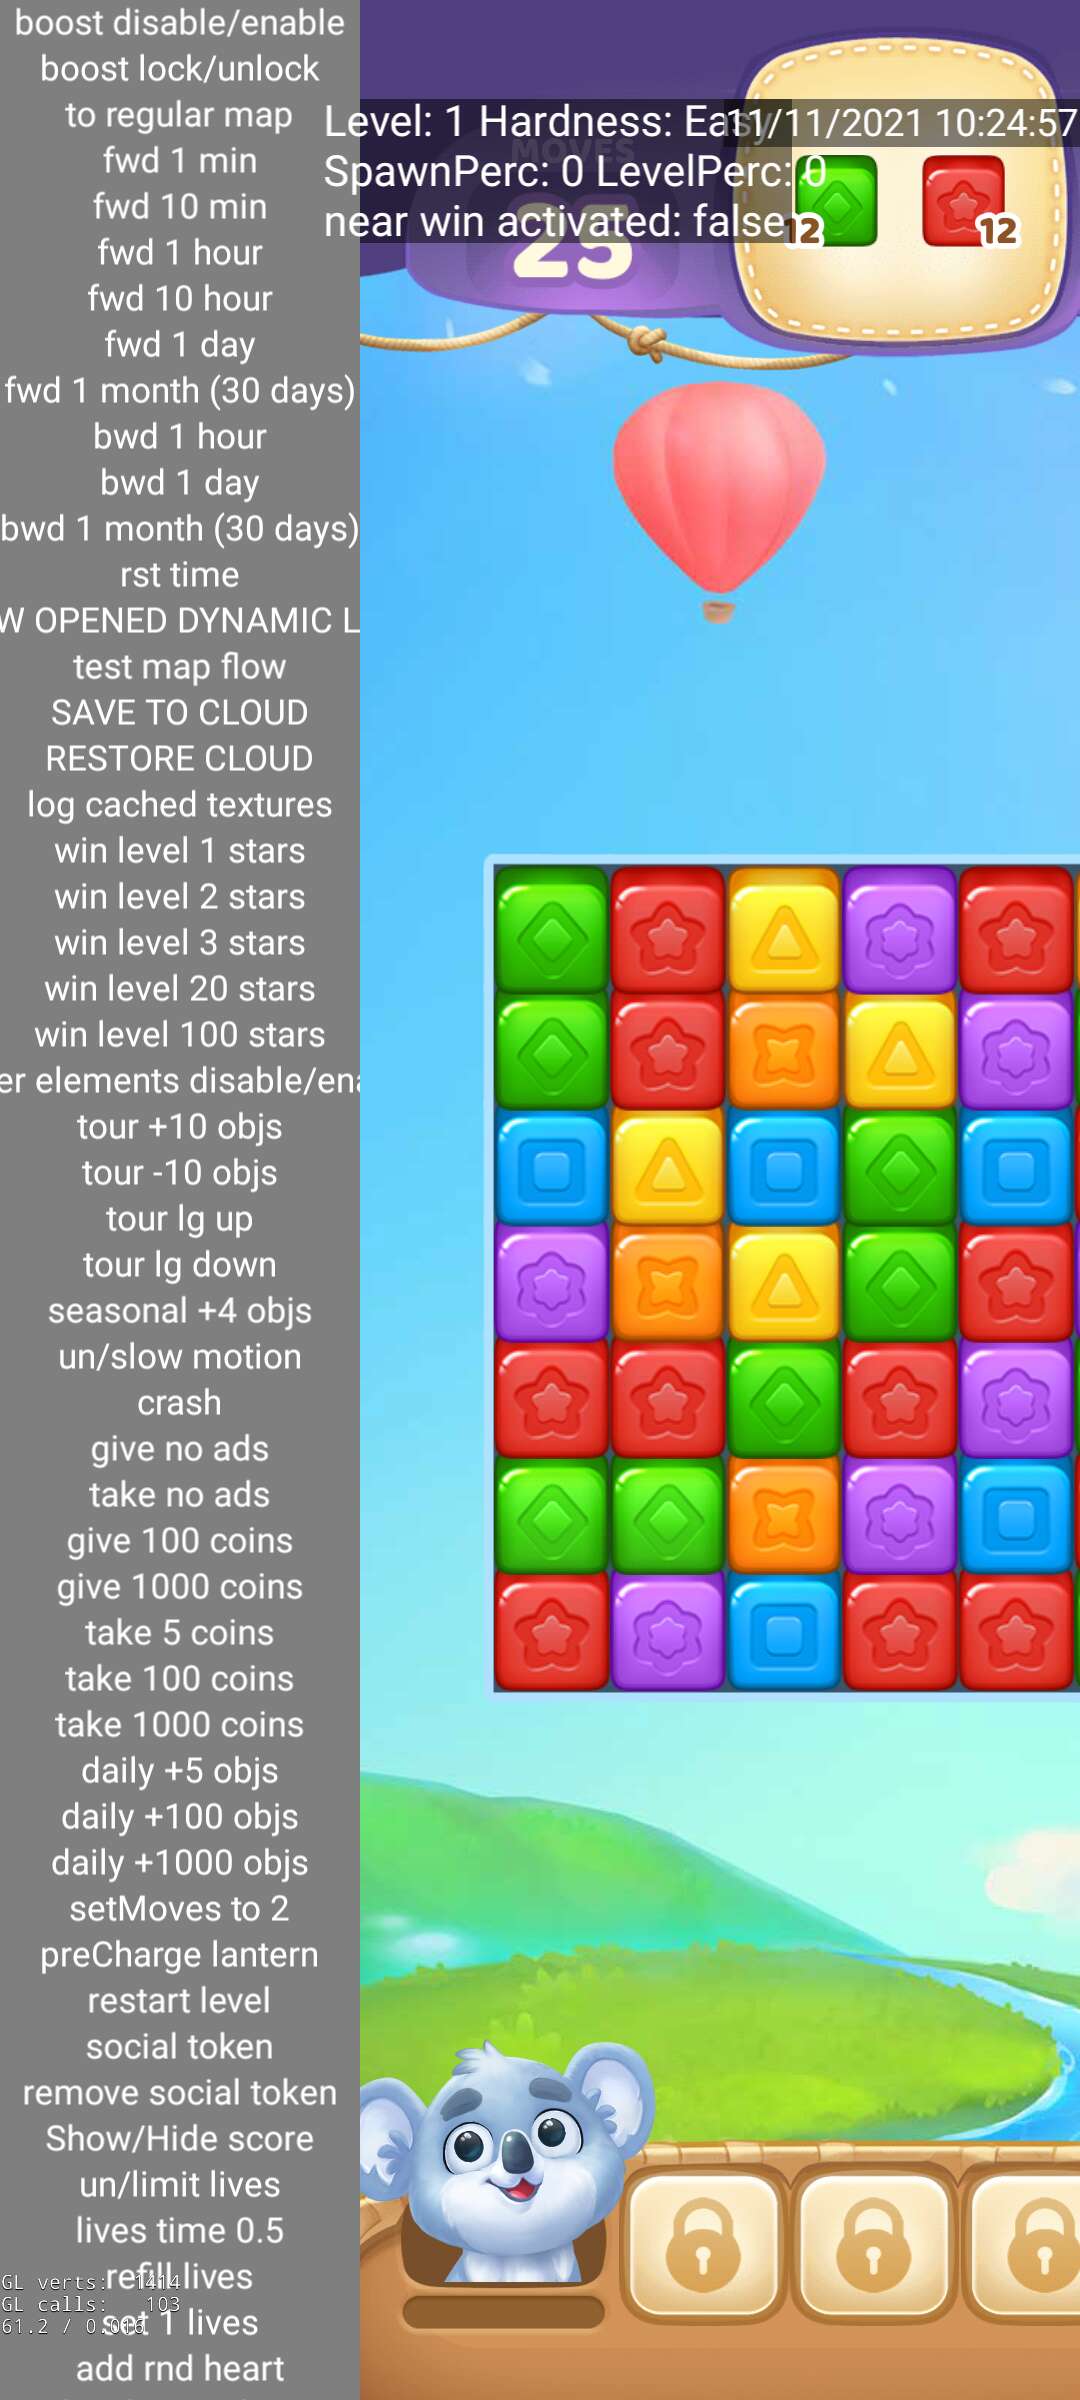 boost disable/enable
boost lock/unlock
to regular map
fwd 1 min
fwd 10 min
fwd 1 hour
fwd 10 hour
fwd 1 day
fwd 1 month (30 days)
bwd 1 hour
bwd 1 day
bwd 1 month (30 days)
rst time
W OPENED DYNAMIC L
test map flow
SAVE TO CLOUD
RESTORE CLOUD
log cached textures
win level 1 stars
win level 2 stars
win level 3 stars
win level 20 stars
win level 100 stars
er elements disable/ena
tour +10 objs
tour -10 objs
tour lg up
tour lg down
seasonal +4 objs
un/slow motion
crash
give no ads
take no ads
give 100 coins
give 1000 coins
take 5 coins
take 100 coins
take 1000 coins
daily +5 objs
daily +100 objs
daily +1000 objs
setMoves to 2
preCharge lantern
restart level
social token
remove social token
Show/Hide score
un/limit lives
lives time 0.5
refill lives
set 1 lives
add rnd heart
GL verts: 1414
GL calls: 103
61.2 / 0.016
Level: 1 Hardness: Easy
SpawnPerc: 0 LevelPerc: 0
near win activated: false
11/11/2021 10:24:57
MOVES
25
12
12